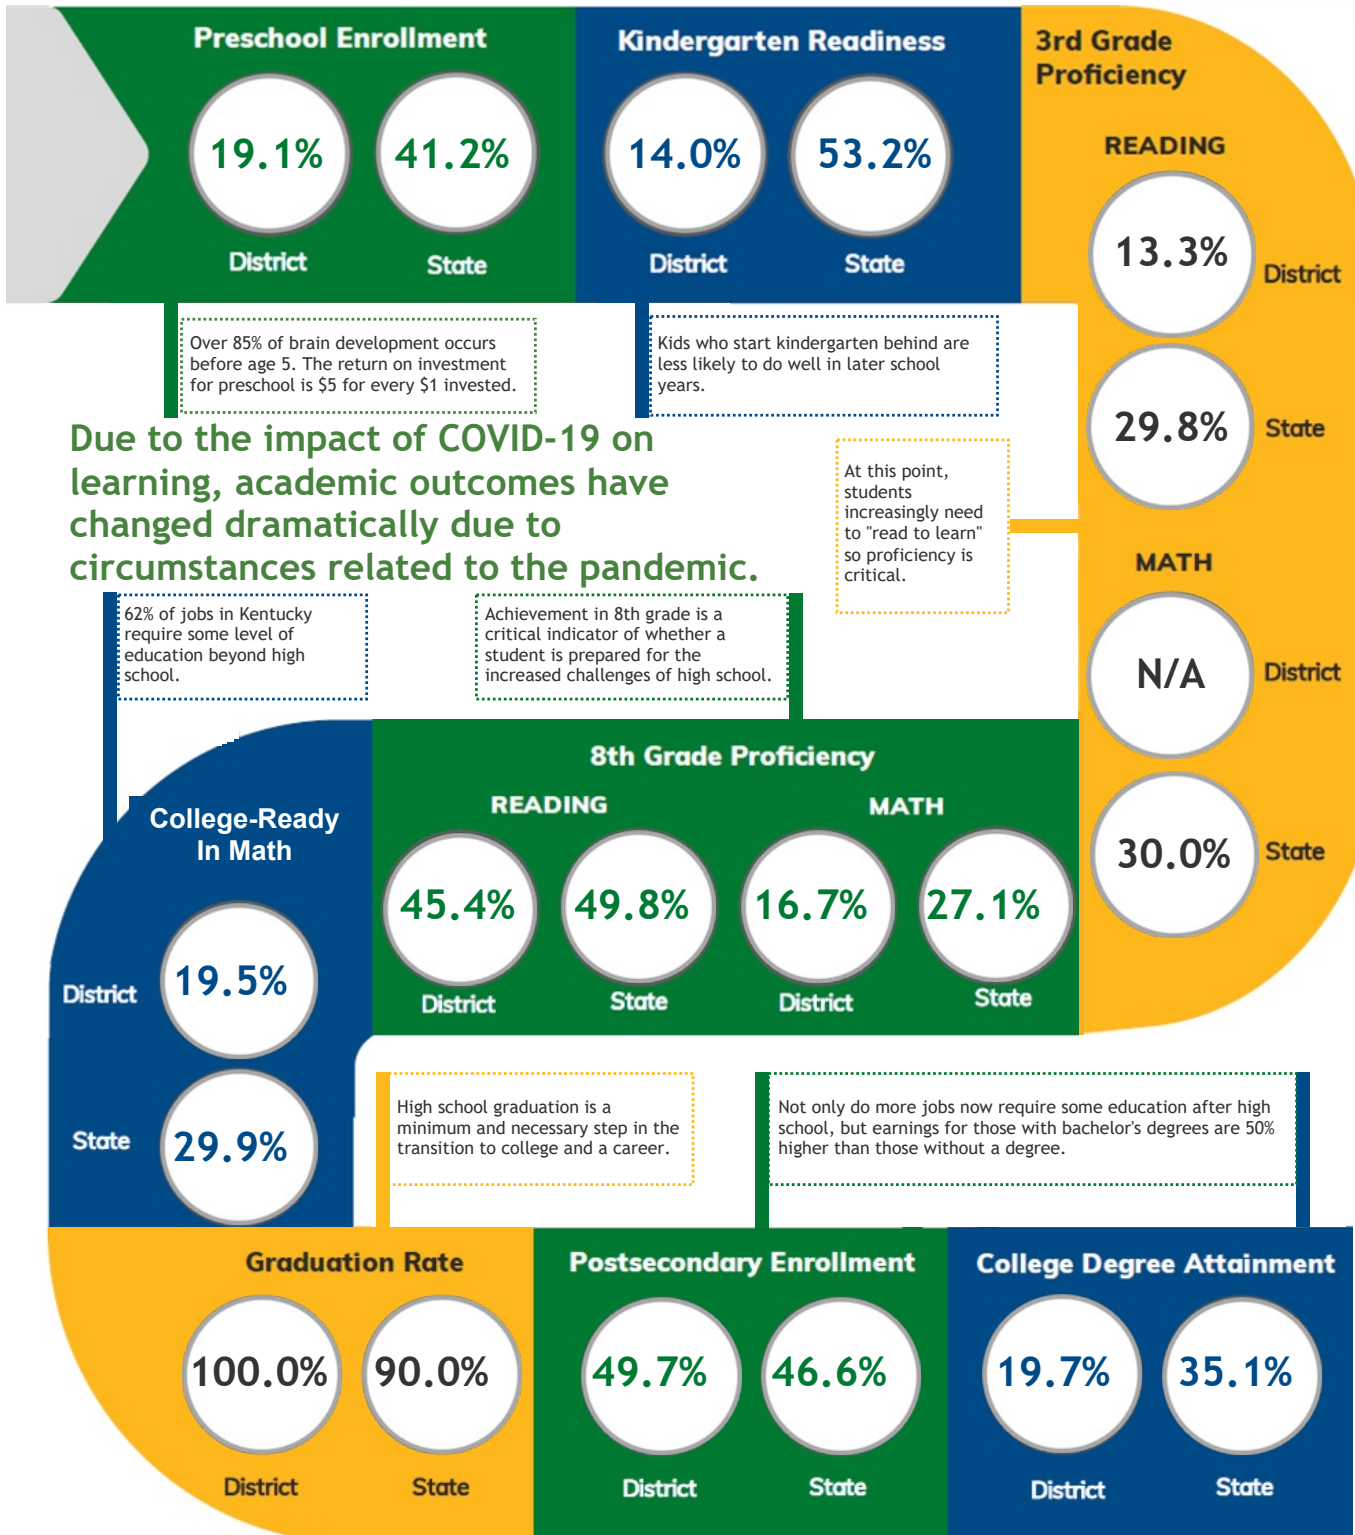 Preschool Enrollment
19.1%
41.2%
District
State
Kindergarten Readiness
14.0%
53.2%
District
State
3rd Grade
Proficiency
READING
13.3%
District
29.8%
State
MATH
N/A
District
30.0%
State
Over 85% of brain development occurs
before age 5. The return on investment
for preschool is $5 for every $1 invested.
Kids who start kindergarten behind are
less likely to do well in later school
years.
Due to the impact of COVID-19 on
learning, academic outcomes have
changed dramatically due to
circumstances related to the pandemic.
At this point,
students
increasingly need
to "read to learn"
so proficiency is
critical.
62% of jobs in Kentucky
require some level of
education beyond high
school.
Achievement in 8th grade is a
critical indicator of whether a
student is prepared for the
increased challenges of high school.
8th Grade Proficiency
READING
MATH
45.4%
49.8%
16.7%
27.1%
District
State
District
State
College-Ready
In Math
District
19.5%
State
29.9%
High school graduation is a
minimum and necessary step in the
transition to college and a career.
Not only do more jobs now require some education after high
school, but earnings for those with bachelor's degrees are 50%
higher than those without a degree.
Graduation Rate
100.0%
90.0%
District
State
Postsecondary Enrollment
49.7%
46.6%
District
State
College Degree Attainment
19.7%
35.1%
District
State